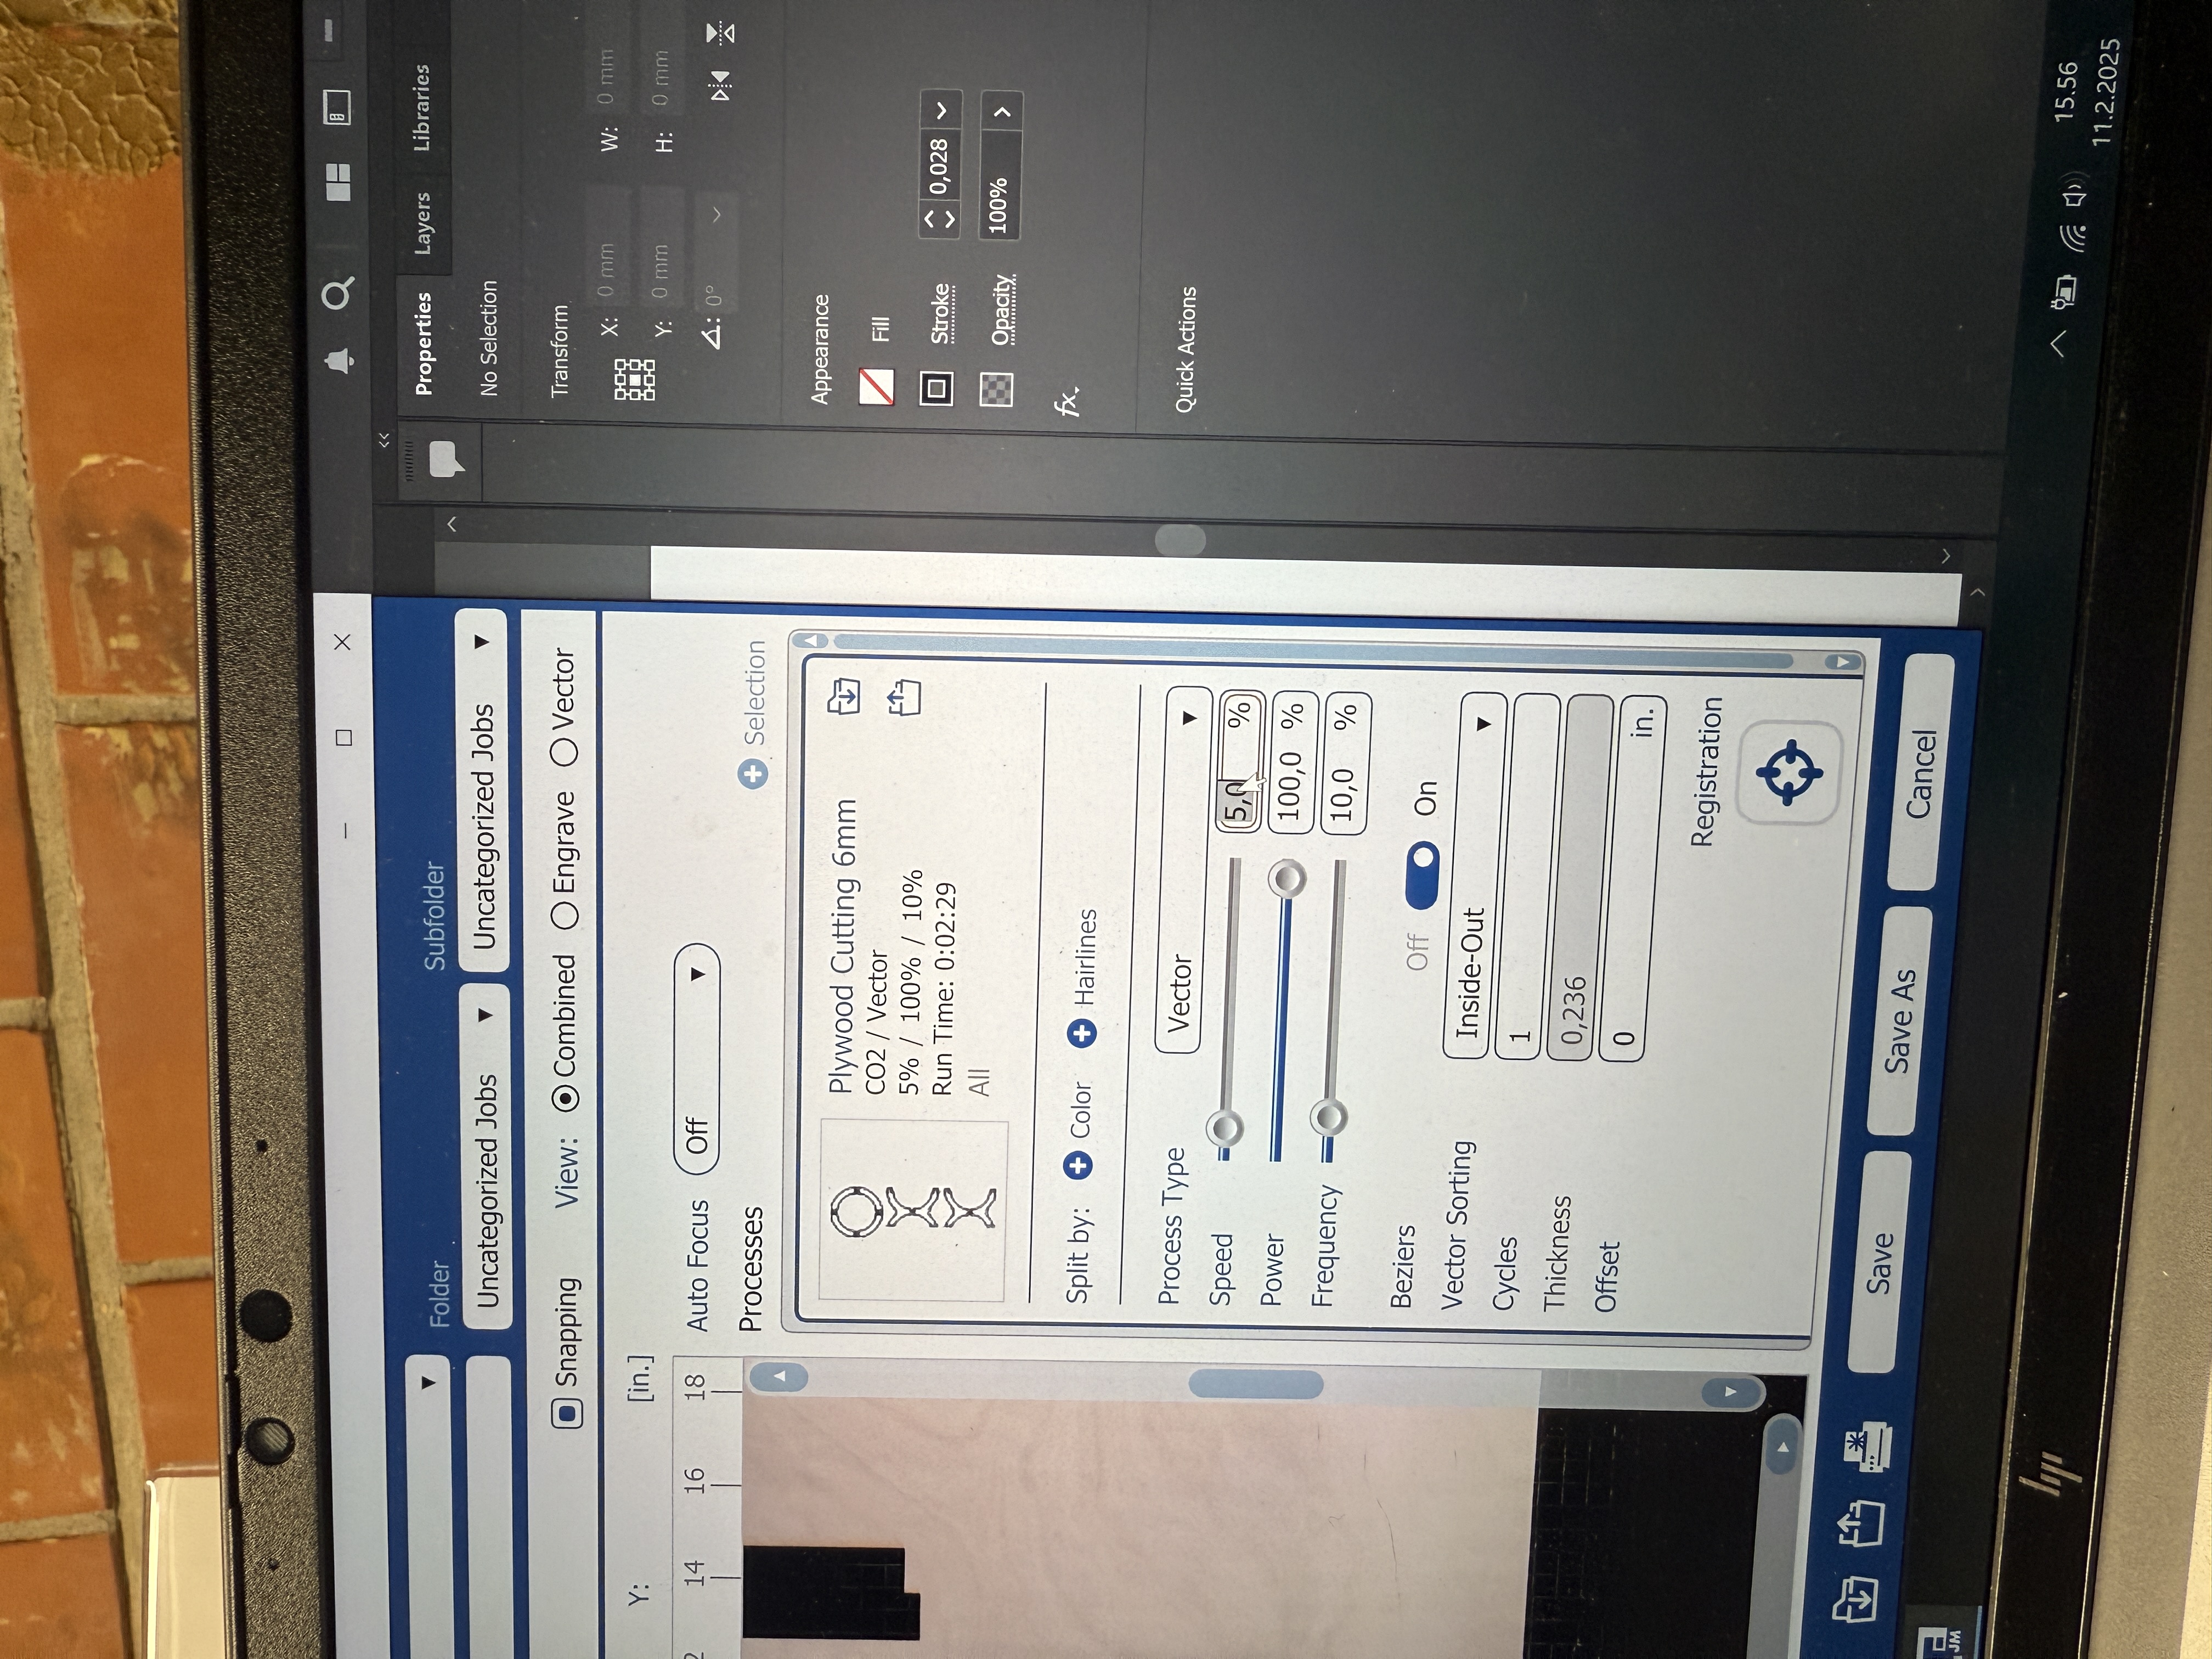 Folder
Subfolder
Uncategorized Jobs
Uncategorized Jobs
Snapping
View:
Combined
Engrave
Vector
Y:
[in.]
14
16
18
Auto Focus
Off
Processes
Selection
Plywood Cutting 6mm
CO2 / Vector
5% / 100% / 10%
Run Time: 0:02:29
All
Split by:
Color
Hairlines
Process Type
Vector
Speed
5,0 %
Power
100,0 %
Frequency
10,0 %
Beziers
Off
On
Vector Sorting
Inside-Out
Cycles
1
Thickness
0,236
Offset
0 in.
Registration
Save
Save As
Cancel
JM
hp
Properties
Layers
Libraries
No Selection
Transform
X: 0 mm
W: 0 mm
Y: 0 mm
H: 0 mm
0°
Appearance
Fill
Stroke
0,028
Opacity
100%
fx.
Quick Actions
15.56
11.2.2025